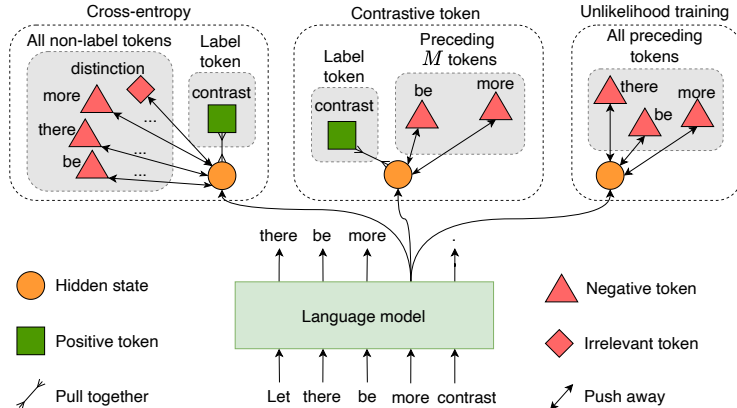 Cross-entropy
All non-label tokens
distinction
more
there
be
...
...
...
Label
token
contrast
Contrastive token
Label
token
contrast
Preceding
M tokens
be
more
Unlikelihood training
All preceding
tokens
there
be
more
there be more .
Language model
Let there be more contrast
Hidden state
Positive token
Pull together
Negative token
Irrelevant token
Push away